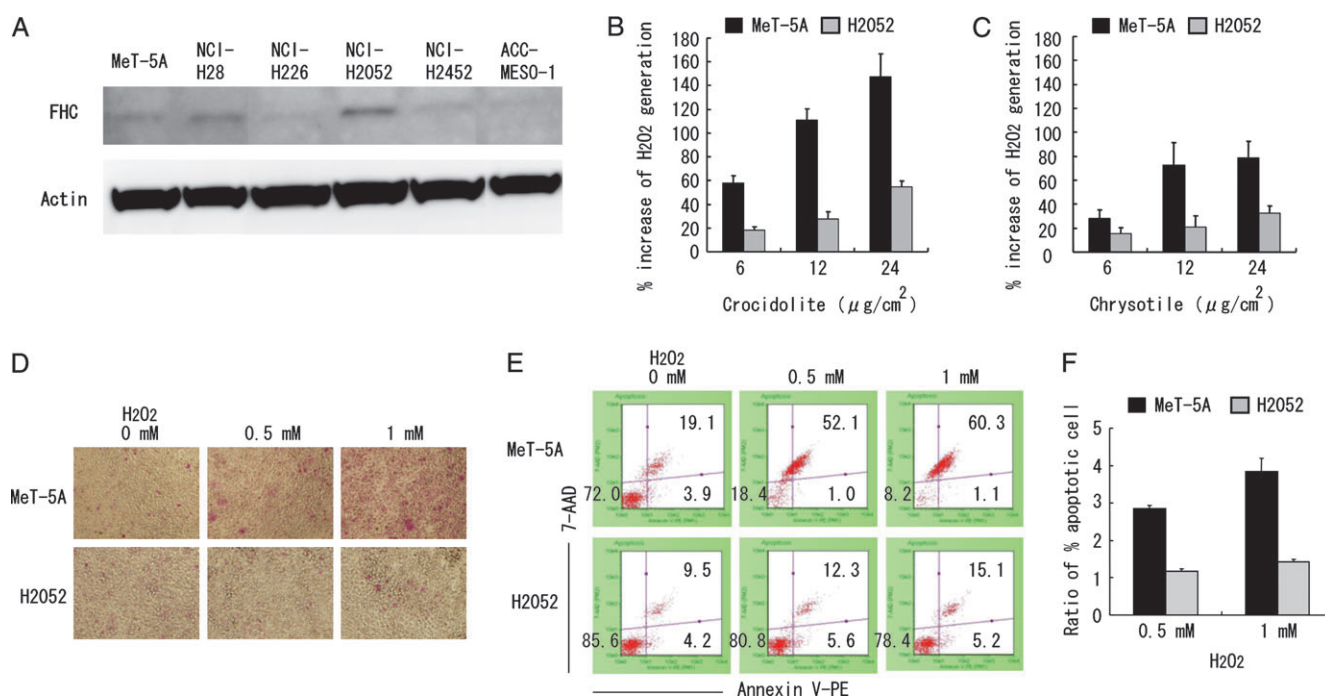 A
MeT-5A
NCI-
H28
NCI-
H226
NCI-
H2052
NCI-
H2452
ACC-
MESO-1
FHC
Actin
B
MeT-5A H2052
% increase of H2O2 generation
180
160
140
120
100
80
60
40
20
0
6 12 24
Crocidolite (μg/cm2)
C
MeT-5A H2052
% increase of H2O2 generation
180
160
140
120
100
80
60
40
20
0
6 12 24
Chrysotile (μg/cm2)
D
H2O2
0 mM 0.5 mM 1 mM
MeT-5A
H2052
E
H2O2
0 mM 0.5 mM 1 mM
MeT-5A
Apoptosis Apoptosis Apoptosis
19.1 52.1 60.3
72.0 3.9 18.4 1.0 8.2 1.1
7-AAD
H2052
Apoptosis Apoptosis Apoptosis
9.5 12.3 15.1
85.6 4.2 80.8 5.6 78.4 5.2
Annexin V-PE
F
MeT-5A H2052
Ratio of % apoptotic cell
5
4
3
2
1
0
0.5 mM 1 mM
H2O2